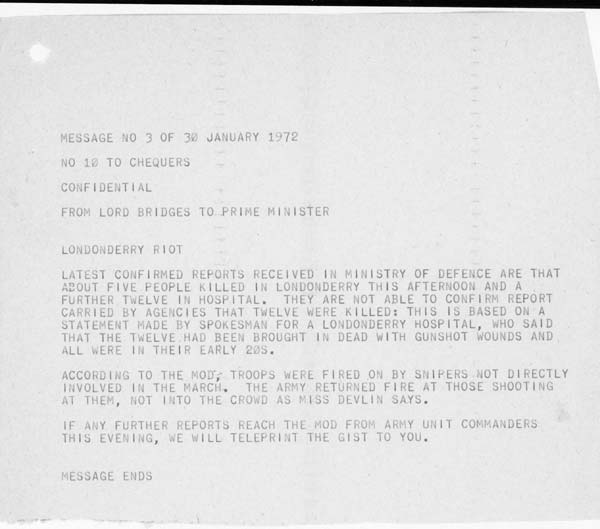 MESSAGE NO 3 OF 30 JANUARY 1972
NO 10 TO CHEQUERS
CONFIDENTIAL
FROM LORD BRIDGES TO PRIME MINISTER
LONDONDERRY RIOT
LATEST CONFIRMED REPORTS RECEIVED IN MINISTRY OF DEFENCE ARE THAT
ABOUT FIVE PEOPLE KILLED IN LONDONDERRY THIS AFTERNOON AND A
FURTHER TWELVE IN HOSPITAL. THEY ARE NOT ABLE TO CONFIRM REPORT
CARRIED BY AGENCIES THAT TWELVE WERE KILLED: THIS IS BASED ON A
STATEMENT MADE BY SPOKESMAN FOR A LONDONDERRY HOSPITAL, WHO SAID
THAT THE TWELVE HAD BEEN BROUGHT IN DEAD WITH GUNSHOT WOUNDS AND
ALL WERE IN THEIR EARLY 20S.
ACCORDING TO THE MOD, TROOPS WERE FIRED ON BY SNIPERS NOT DIRECTLY
INVOLVED IN THE MARCH. THE ARMY RETURNED FIRE AT THOSE SHOOTING
AT THEM, NOT INTO THE CROWD AS MISS DEVLIN SAYS.
IF ANY FURTHER REPORTS REACH THE MOD FROM ARMY UNIT COMMANDERS
THIS EVENING, WE WILL TELEPRINT THE GIST TO YOU.
MESSAGE ENDS